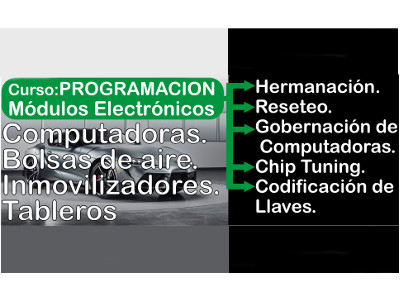 Curso:PROGRAMACION
Módulos Electrónicos
Computadoras.
Bolsas de aire.
Inmovilizadores.
Tableros
Hermanación.
Reseteo.
Gobernación de
Computadoras.
Chip Tuning.
Codificación de
Llaves.